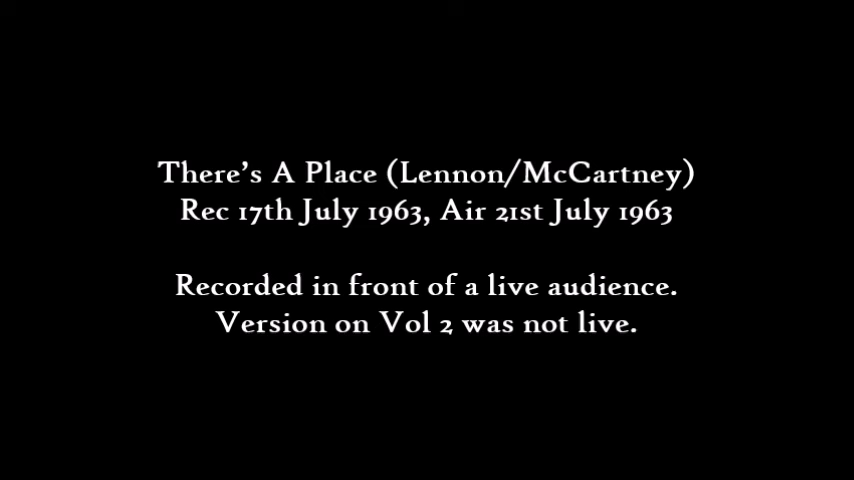 There's A Place (Lennon/McCartney)
Rec 17th July 1963, Air 21st July 1963
Recorded in front of a live audience.
Version on Vol 2 was not live.